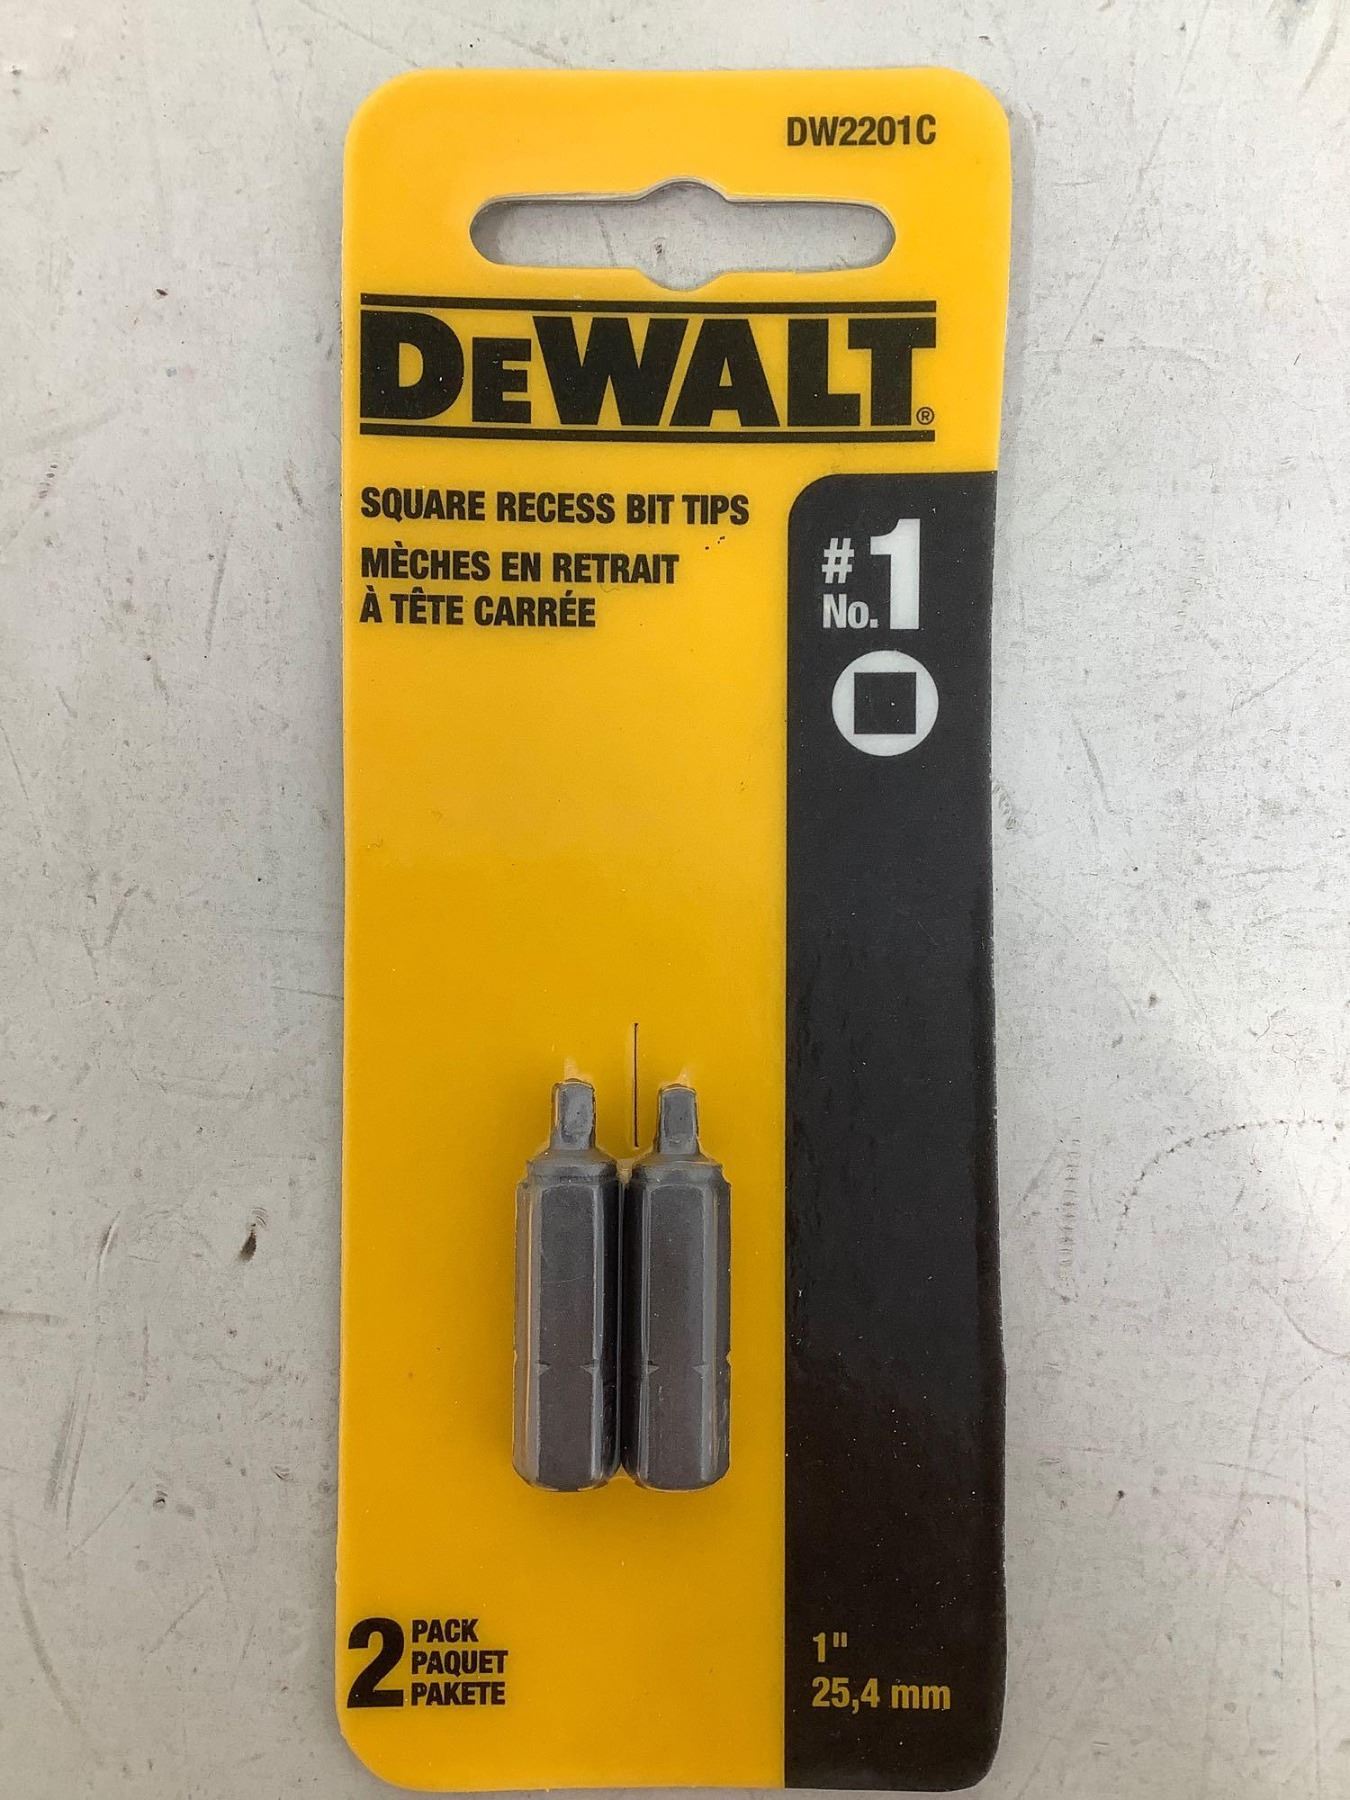 DW2201C
DEWALT®
SQUARE RECESS BIT TIPS
MÈCHES EN RETRAIT
À TÊTE CARRÉE
# 1
No.
2 PACK
PAQUET
PAKETE
1"
25,4 mm